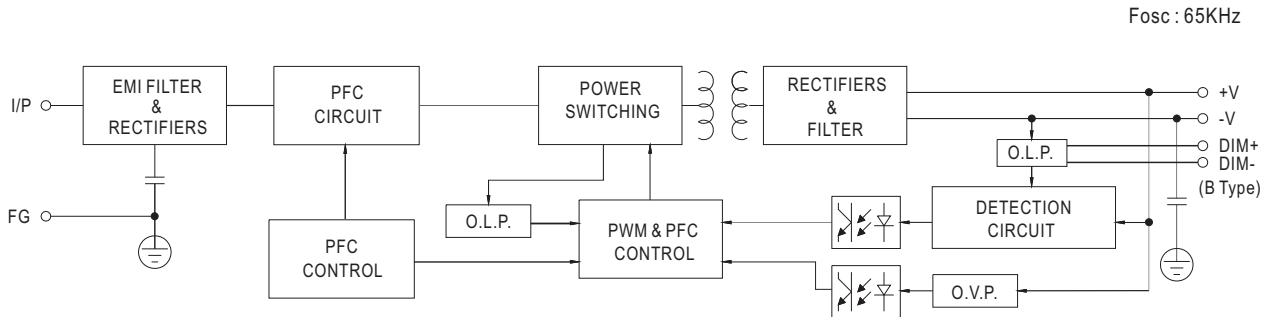 Fosc : 65KHz
I/P
EMI FILTER
&
RECTIFIERS
PFC
CIRCUIT
POWER
SWITCHING
RECTIFIERS
&
FILTER
+V
-V
O.L.P.
DIM+
DIM-
(B Type)
FG
PFC
CONTROL
O.L.P.
PWM & PFC
CONTROL
DETECTION
CIRCUIT
O.V.P.